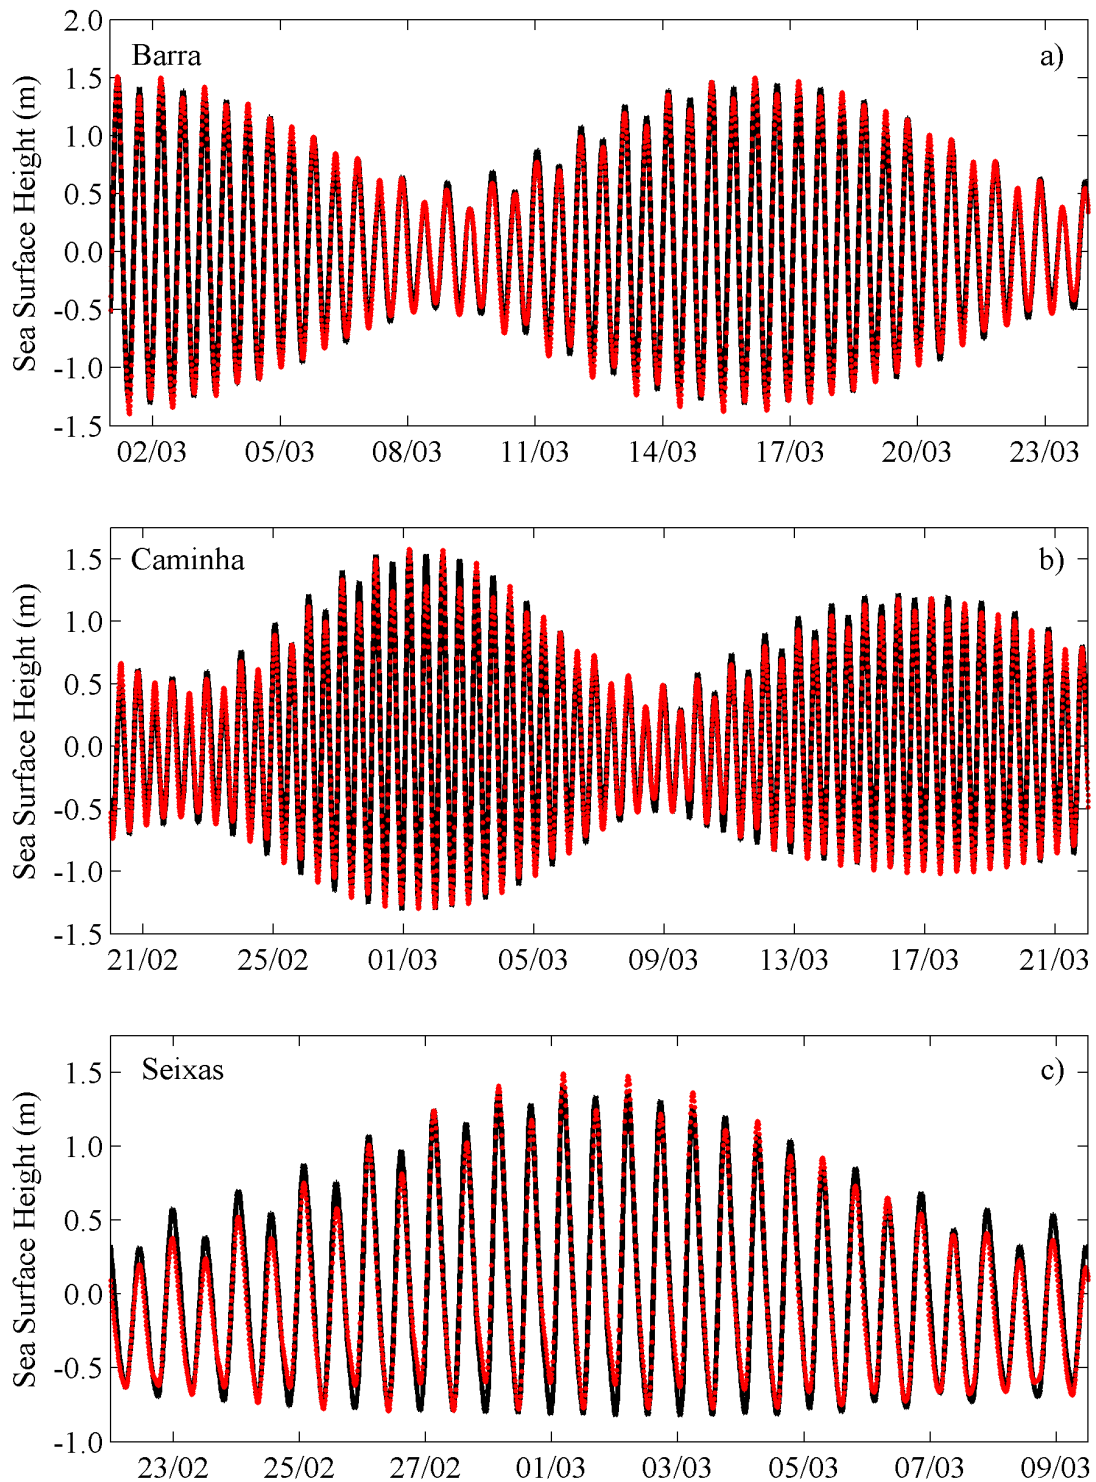 2.0
Barra a)
1.5
1.0
0.5
0.0
-0.5
-1.0
-1.5
Sea Surface Height (m)
02/03 05/03 08/03 11/03 14/03 17/03 20/03 23/03
Caminha b)
1.5
1.0
0.5
0.0
-0.5
-1.0
-1.5
Sea Surface Height (m)
21/02 25/02 01/03 05/03 09/03 13/03 17/03 21/03
Seixas c)
1.5
1.0
0.5
0.0
-0.5
-1.0
Sea Surface Height (m)
23/02 25/02 27/02 01/03 03/03 05/03 07/03 09/03